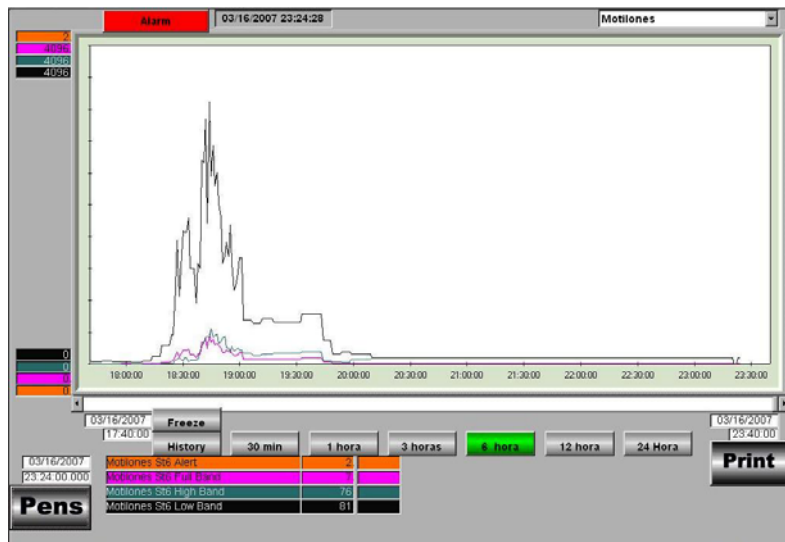 Alarm 03/16/2007 23:24:28 Motilones
2
4096
4096
4096
0
0
0
0
18:00:00 18:30:00 19:00:00 19:30:00 20:00:00 20:30:00 21:00:00 21:30:00 22:00:00 22:30:00 23:00:00 23:30:00
03/16/2007 Freeze 03/16/2007
17:40:00 History 30 min 1 hora 3 horas 6 hora 12 hora 24 Hora 23:40:00
03/16/2007 Motilones St6 Alert 2 Print
23:24:00.000 Motilones St6 Full Band 7
Motilones St6 High Band 76
Pens Motilones St6 Low Band 81